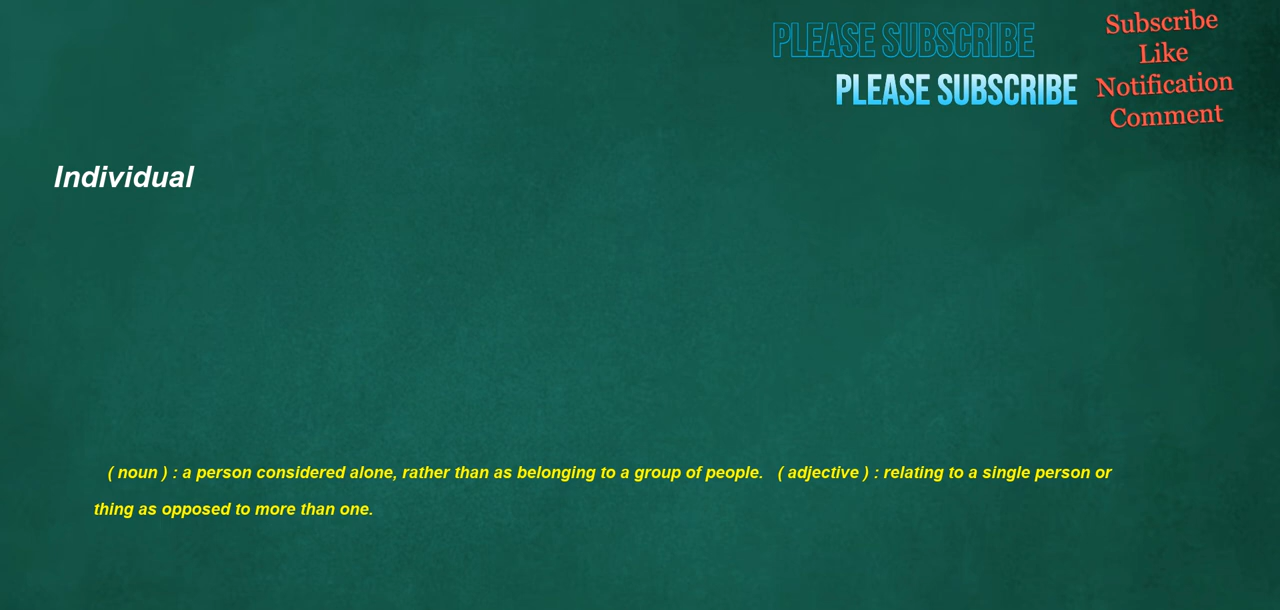 PLEASE SUBSCRIBE
PLEASE SUBSCRIBE
Subscribe
Like
Notification
Comment
Individual
( noun ) : a person considered alone, rather than as belonging to a group of people. ( adjective ) : relating to a single person or
thing as opposed to more than one.